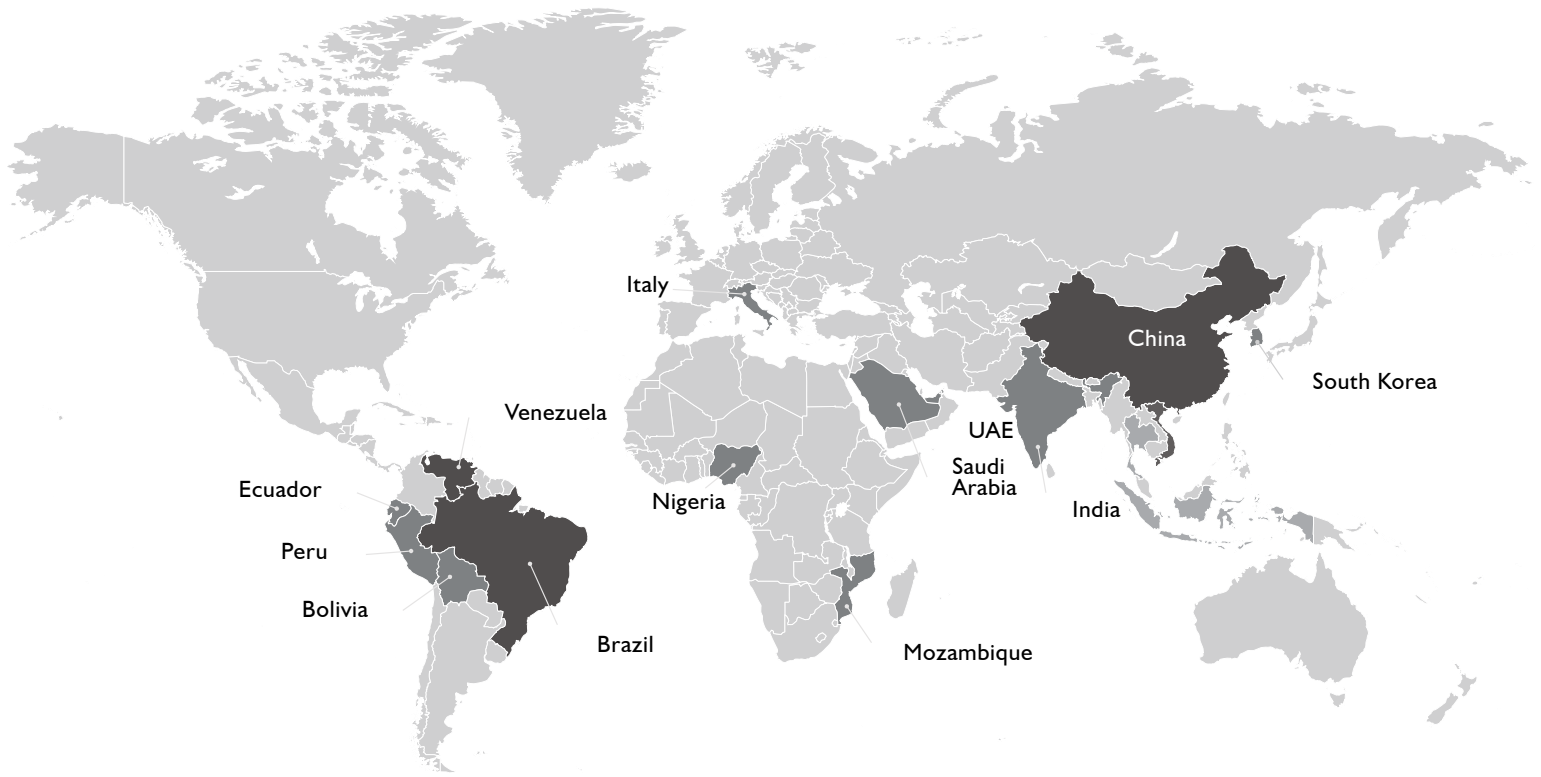 Italy
China
South Korea
Venezuela
UAE
Saudi
Arabia
Ecuador
Nigeria
India
Peru
Bolivia
Brazil
Mozambique